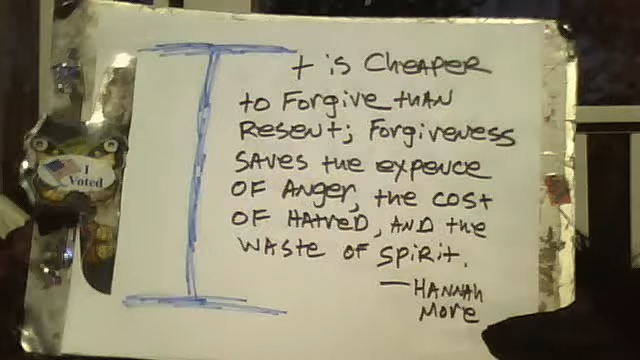 It is Cheaper
to Forgive than
Resent; Forgiveness
saves the expence
of Anger, the cost
of Hatred, and the
waste of spirit.
— Hannah
More
I
Voted